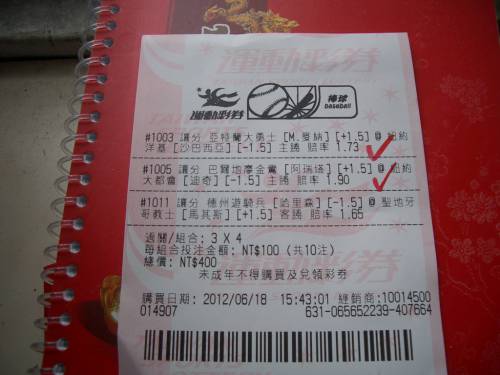 運動彩券
運動彩券 棒球
BaseBall
#1003 讓分 亞特蘭大勇士 [M.麥納] [+1.5] @ 紐約
洋基 [沙巴西亞] [-1.5] 主勝 賠率 1.73
#1005 讓分 巴爾地摩金鶯 [阿瑞塔] [+1.5] @ 紐約
大都會 [迪奇] [-1.5] 主勝 賠率 1.90
#1011 讓分 德州遊騎兵 [哈里森] [-1.5] @ 聖地牙
哥教士 [馬其斯] [+1.5] 客勝 賠率 1.65
過關/組合: 3 X 4
每組合投注金額: NT$100 (共10注)
總價: NT$400
未成年不得購買及兌領彩券
購買日期: 2012/06/18 15:43:01 經銷商:10014500
014907 631-065652239-407664